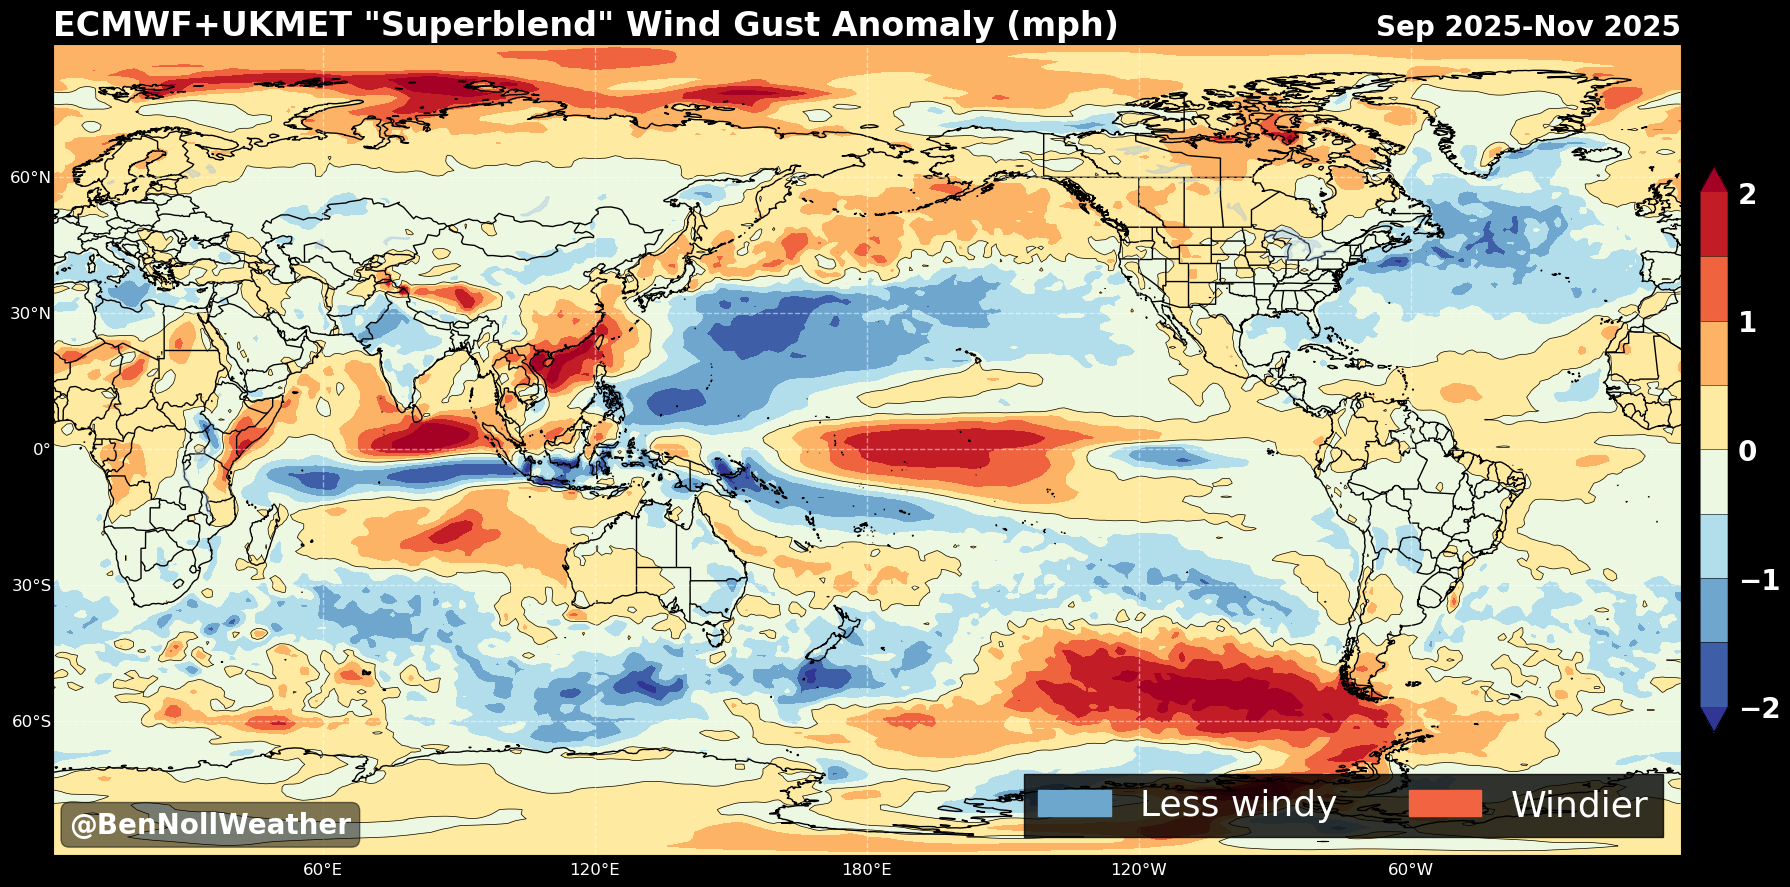 ECMWF+UKMET "Superblend" Wind Gust Anomaly (mph)
Sep 2025-Nov 2025
60°N
30°N
0°
30°S
60°S
60°E
120°E
180°E
120°W
60°W
2
1
0
−1
−2
@BenNollWeather
Less windy
Windier